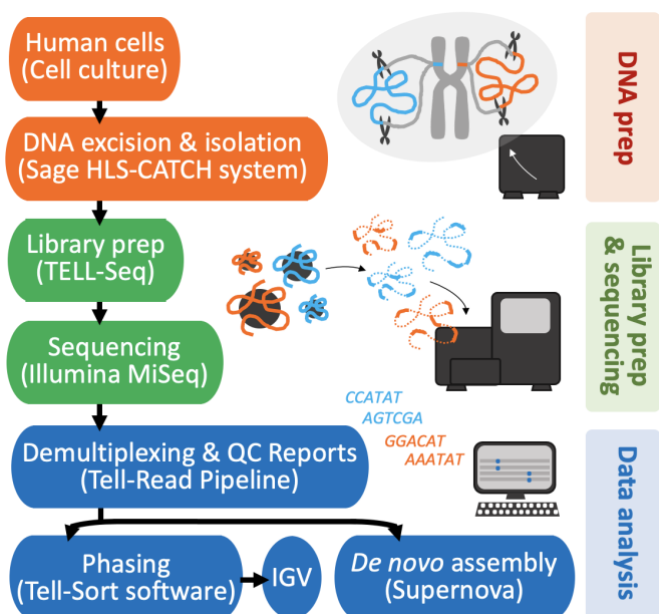 Human cells
(Cell culture)
DNA prep
DNA excision & isolation
(Sage HLS-CATCH system)
Library prep
(TELL-Seq)
Library prep
& sequencing
Sequencing
(Illumina MiSeq)
CCATAT
AGTCGA
GGACAT
AAATAT
Demultiplexing & QC Reports
(Tell-Read Pipeline)
Data analysis
Phasing
(Tell-Sort software)
IGV
De novo assembly
(Supernova)